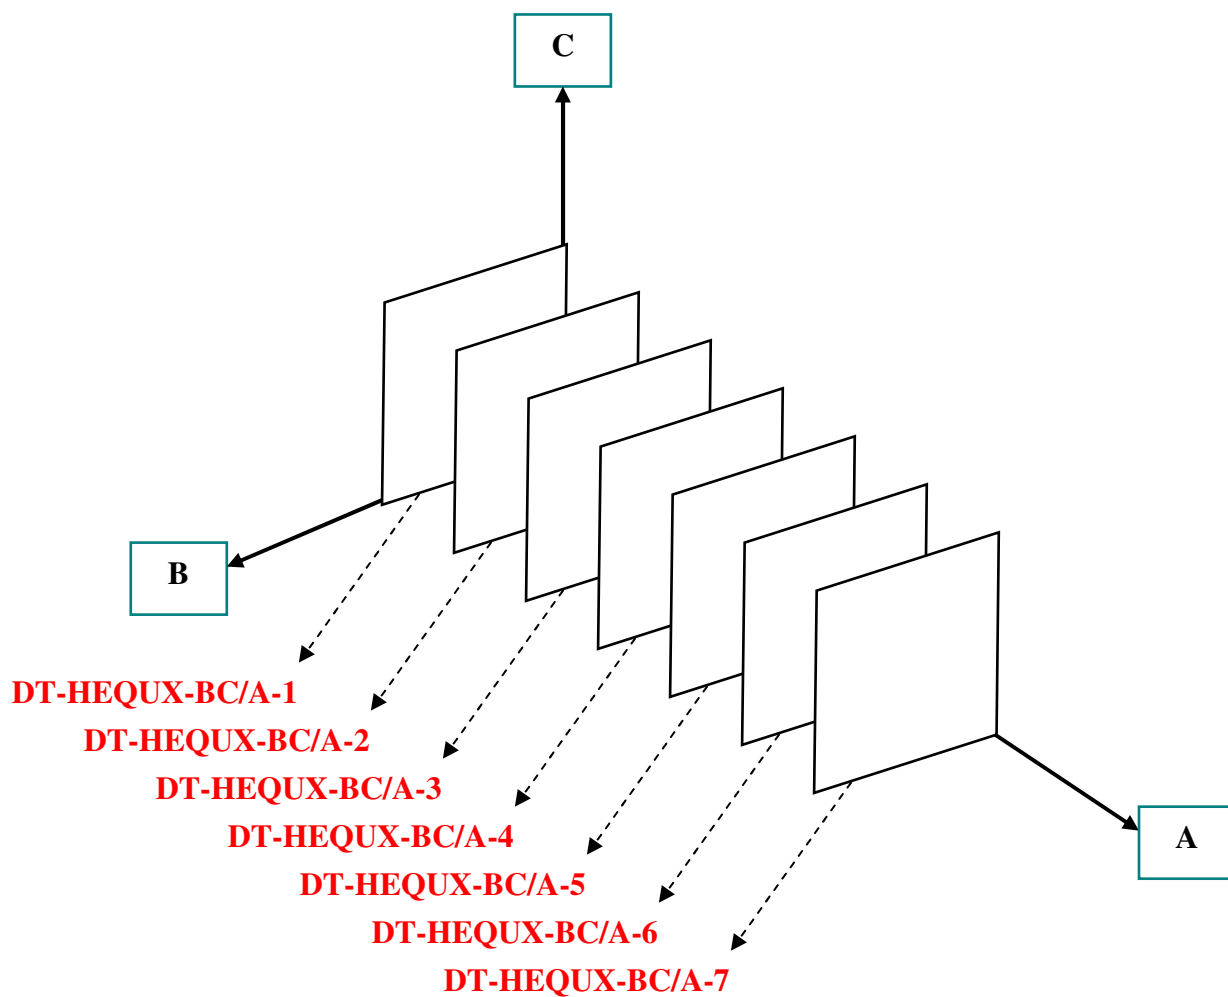 C
B
DT-HEQUX-BC/A-1
DT-HEQUX-BC/A-2
DT-HEQUX-BC/A-3
DT-HEQUX-BC/A-4
A
DT-HEQUX-BC/A-5
DT-HEQUX-BC/A-6
DT-HEQUX-BC/A-7